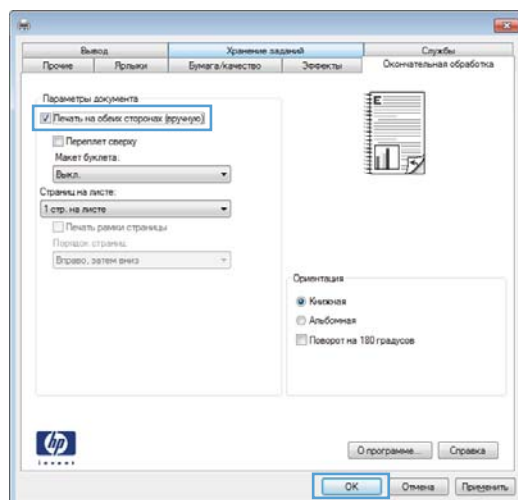 Вывод Хранение заданий Службы
Прочие Ярлыки Бумага/качество Эффекты Окончательная обработка
Параметры документа
Печать на обеих сторонах (вручную)
Переплет сверху
Макет буклета:
Выкл.
Страниц на листе:
1 стр. на листе
Печать рамки страницы
Порядок страниц:
Вправо, затем вниз
E
Ориентация
Книжная
Альбомная
Поворот на 180 градусов
hp
invent
О программе... Справка
OK Отмена Применить